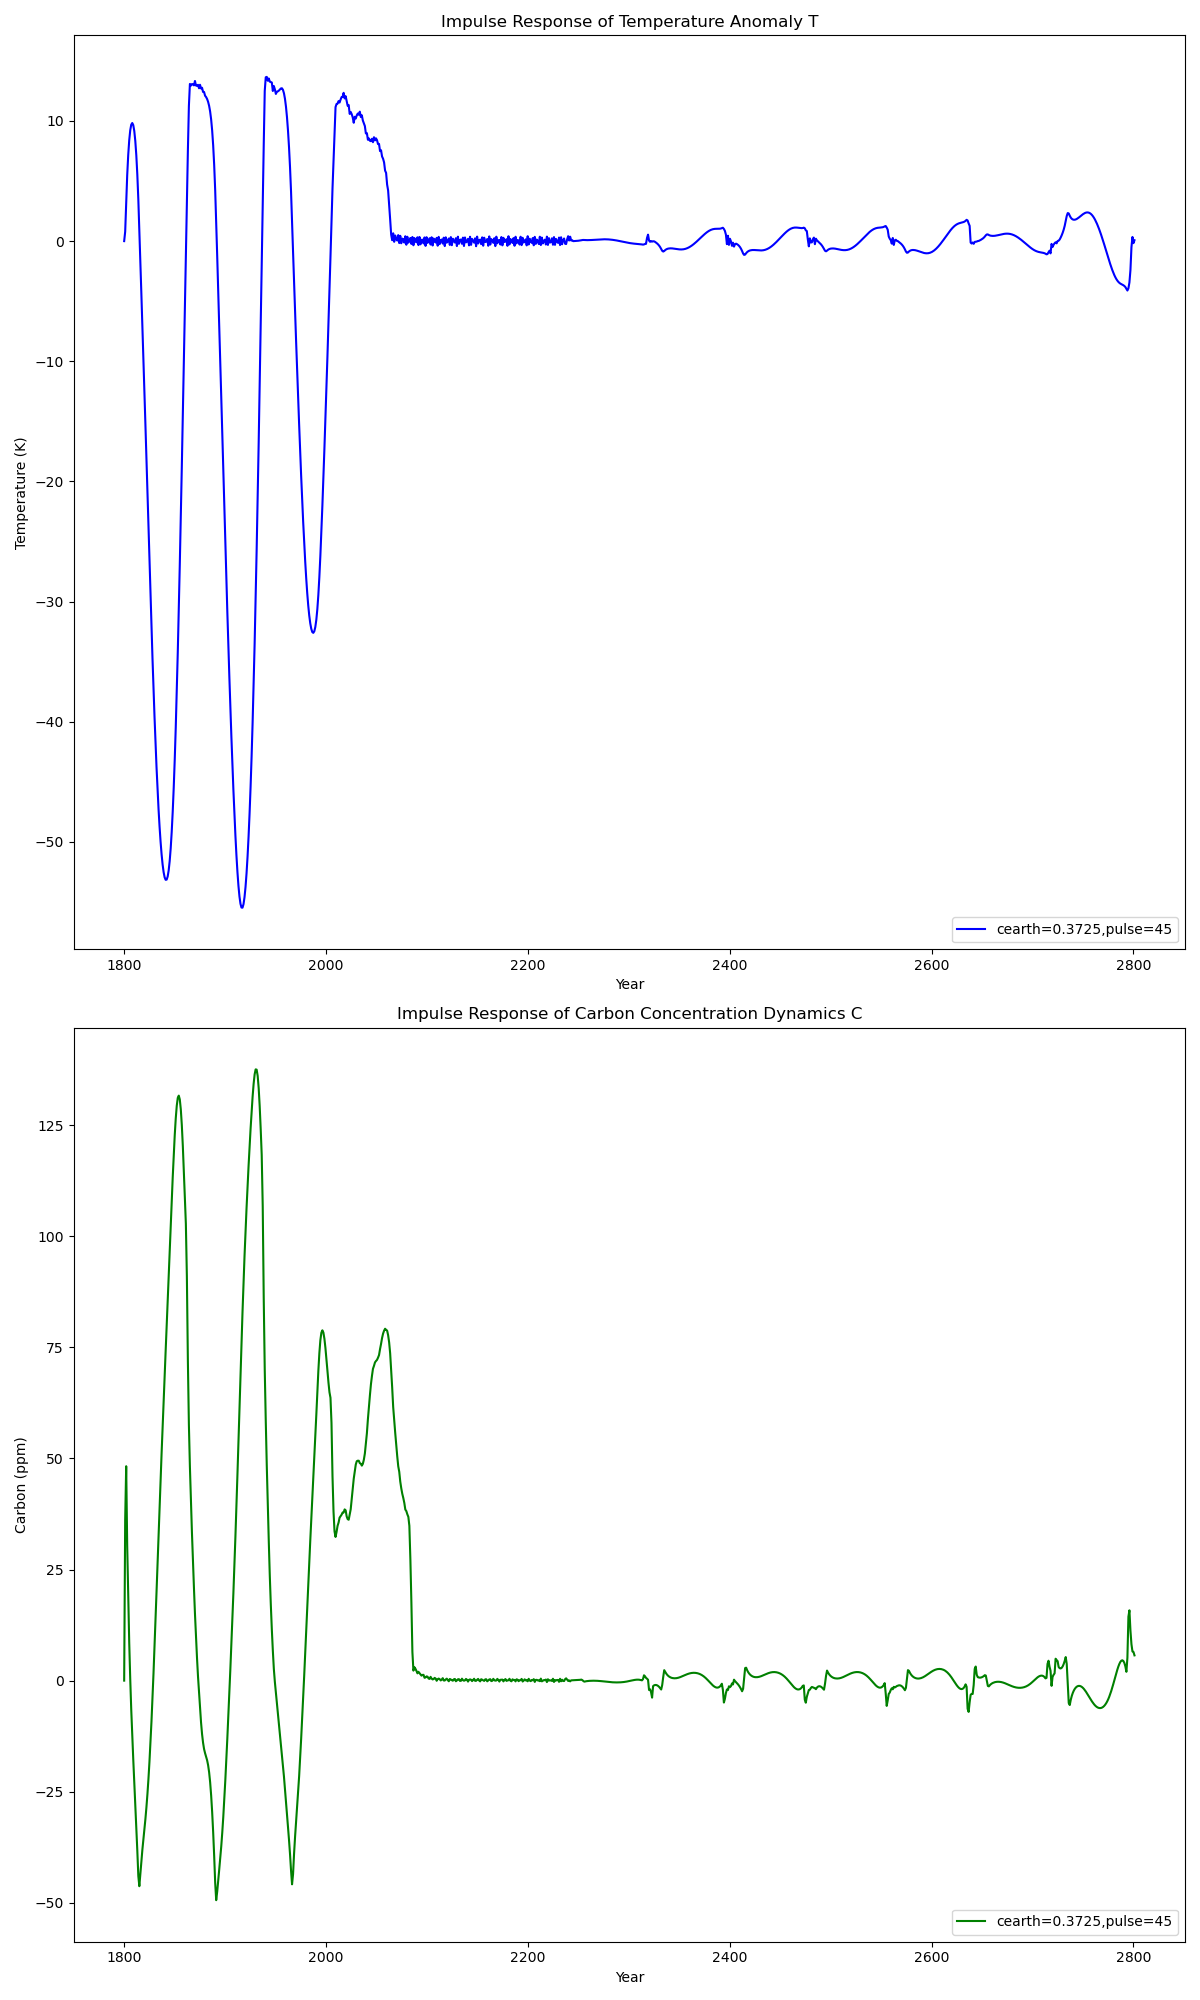 Impulse Response of Temperature Anomaly T
Temperature (K)
10
0
−10
−20
−30
−40
−50
cearth=0.3725,pulse=45
1800 2000 2200 2400 2600 2800
Year
Impulse Response of Carbon Concentration Dynamics C
Carbon (ppm)
125
100
75
50
25
0
−25
−50
cearth=0.3725,pulse=45
1800 2000 2200 2400 2600 2800
Year